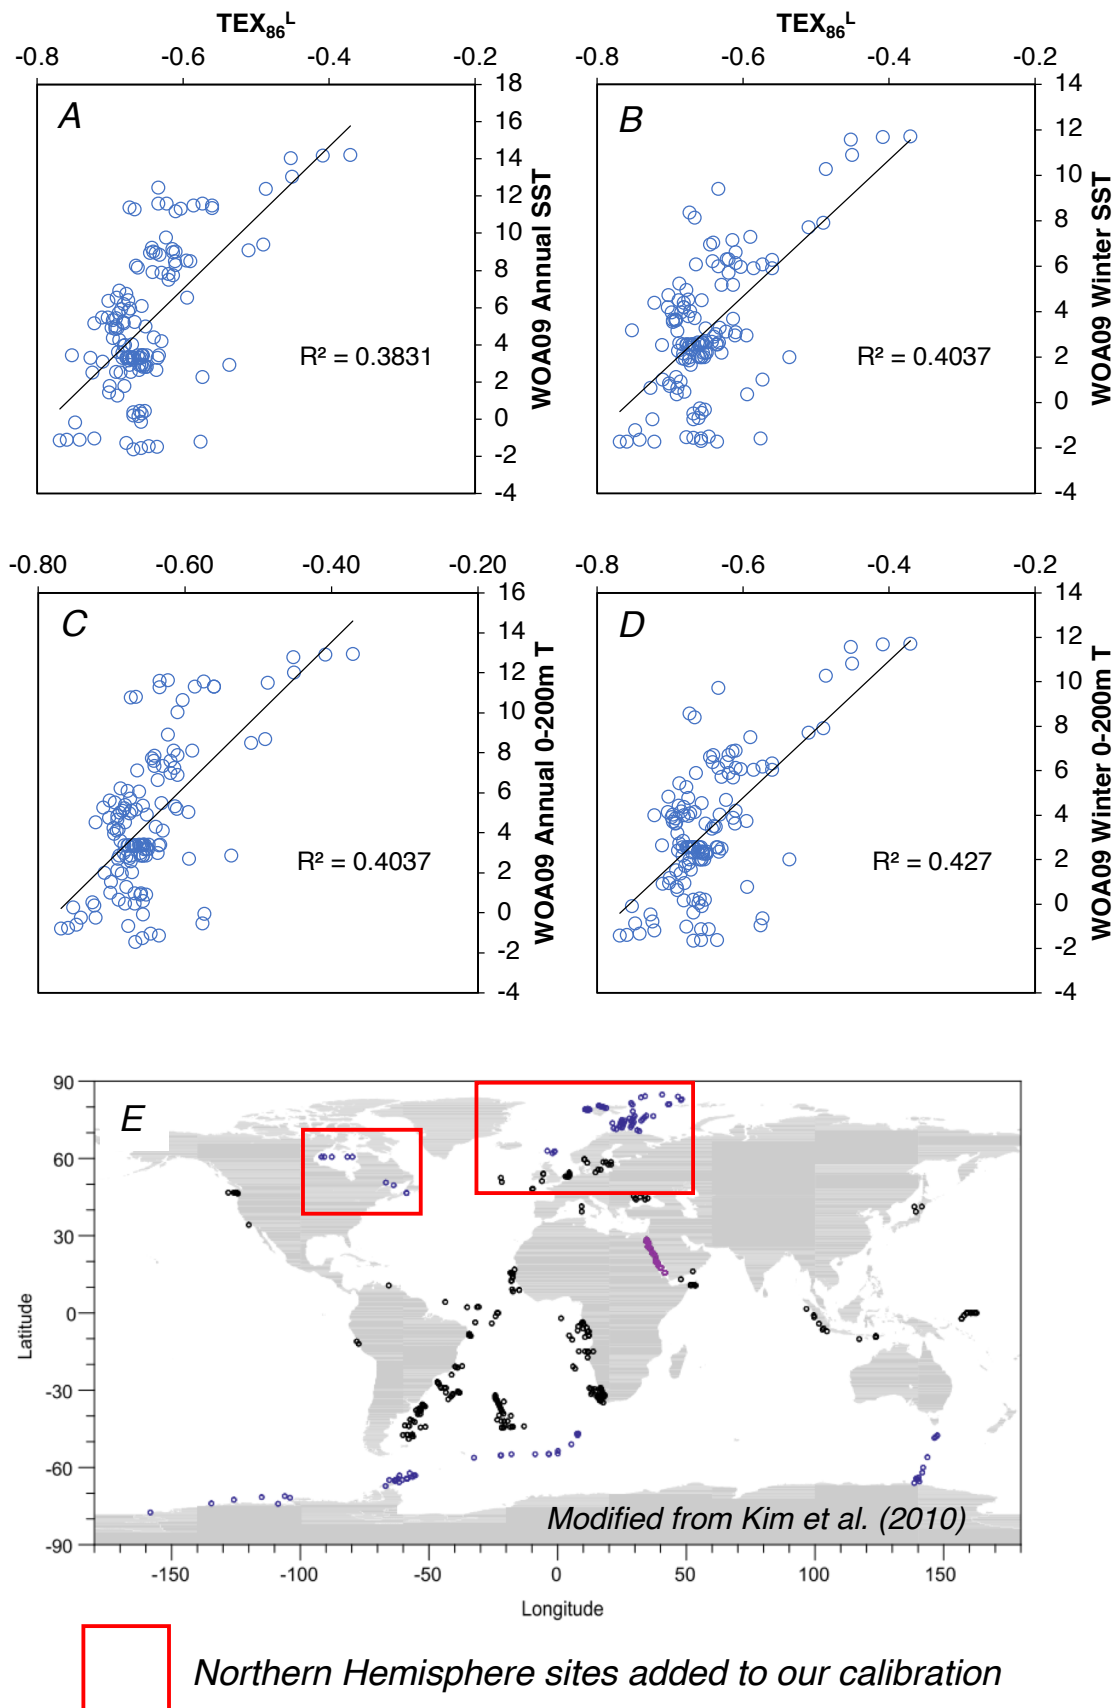 TEX86L TEX86L
-0.8 -0.6 -0.4 -0.2
A
18
16
14
12
10
8
6
4
2
0
-2
-4
WOA09 Annual SST
R² = 0.3831
-0.8 -0.6 -0.4 -0.2
B
14
12
10
8
6
4
2
0
-2
-4
WOA09 Winter SST
R² = 0.4037
-0.80 -0.60 -0.40 -0.20
C
16
14
12
10
8
6
4
2
0
-2
-4
WOA09 Annual 0-200m T
R² = 0.4037
-0.8 -0.6 -0.4 -0.2
D
14
12
10
8
6
4
2
0
-2
-4
WOA09 Winter 0-200m T
R² = 0.427
E
90
60
30
0
-30
-60
-90
Latitude
Modified from Kim et al. (2010)
-150 -100 -50 0 50 100 150
Longitude
Northern Hemisphere sites added to our calibration